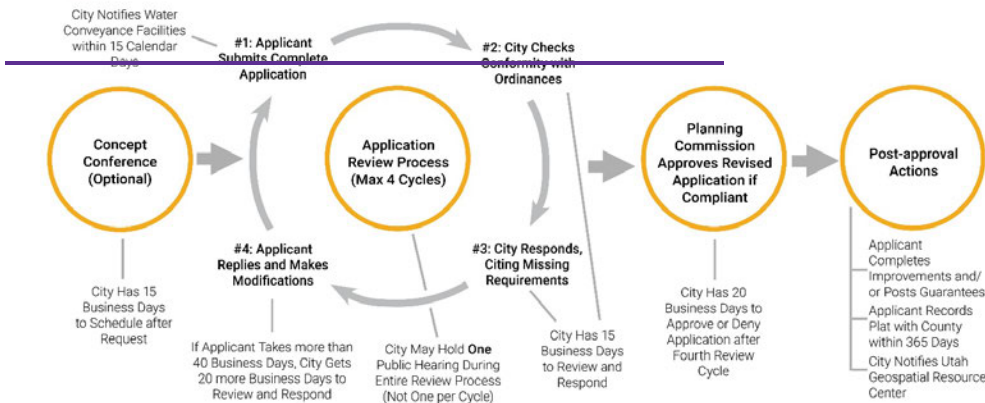 City Notifies Water
Conveyance Facilities
within 15 Calendar
Days
#1: Applicant
Submits Complete
Application
#2: City Checks
Conformity with
Ordinances
Concept
Conference
(Optional)
Application
Review Process
(Max 4 Cycles)
Planning
Commission
Approves Revised
Application if
Compliant
Post-approval
Actions
#4: Applicant
Replies and Makes
Modifications
#3: City Responds,
Citing Missing
Requirements
City Has 15
Business Days
to Schedule after
Request
If Applicant Takes more than
40 Business Days, City Gets
20 more Business Days to
Review and Respond
City May Hold One
Public Hearing During
Entire Review Process
(Not One per Cycle)
City Has 15
Business Days
to Review and
Respond
City Has 20
Business Days to
Approve or Deny
Application after
Fourth Review
Cycle
Applicant
Completes
Improvements and/
or Posts Guarantees
Applicant Records
Plat with County
within 365 Days
City Notifies Utah
Geospatial Resource
Center